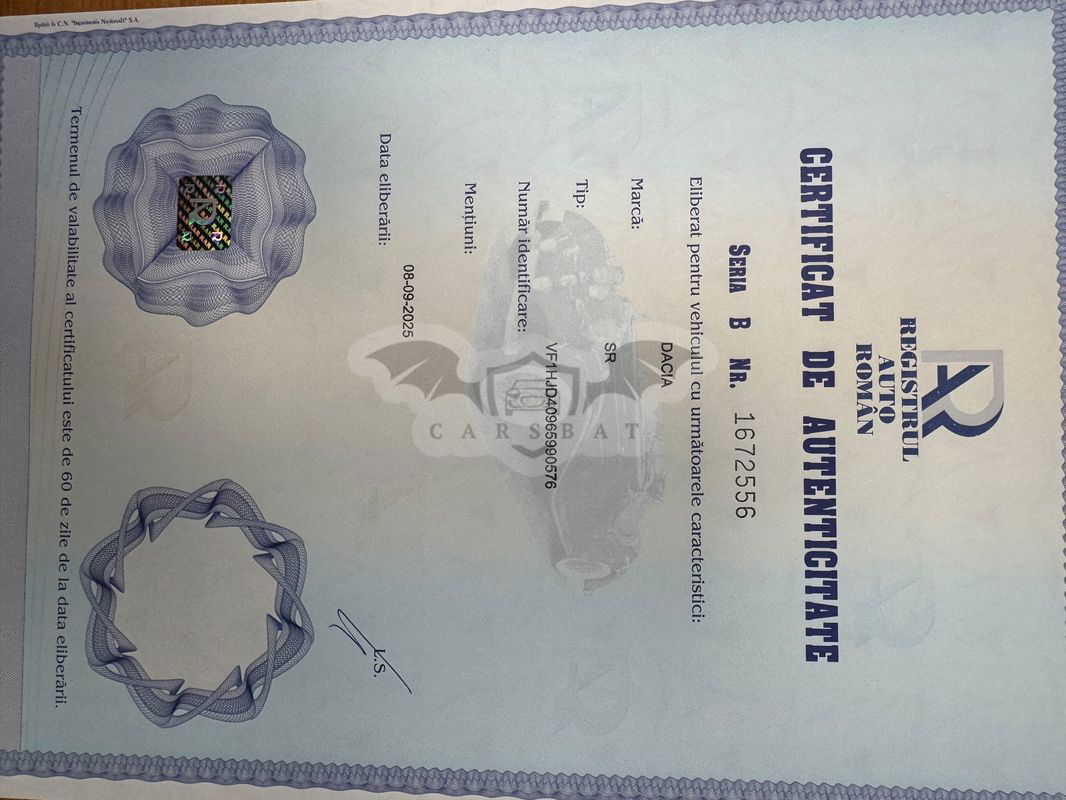 REGISTRUL
AUTO
ROMÂN
CERTIFICAT DE AUTENTICITATE
SERIA B NR. 1672556
Eliberat pentru vehiculul cu următoarele caracteristici:
Marcă: DACIA
Tip: SR
Număr identificare: VF1HJD40965990576
Mențiuni:
Data eliberării: 08-09-2025
L.S.
Termenul de valabilitate al certificatului este de 60 de zile de la data eliberării.
Tipărit la C.N. "Imprimeria Națională" S.A.
CARSBAT